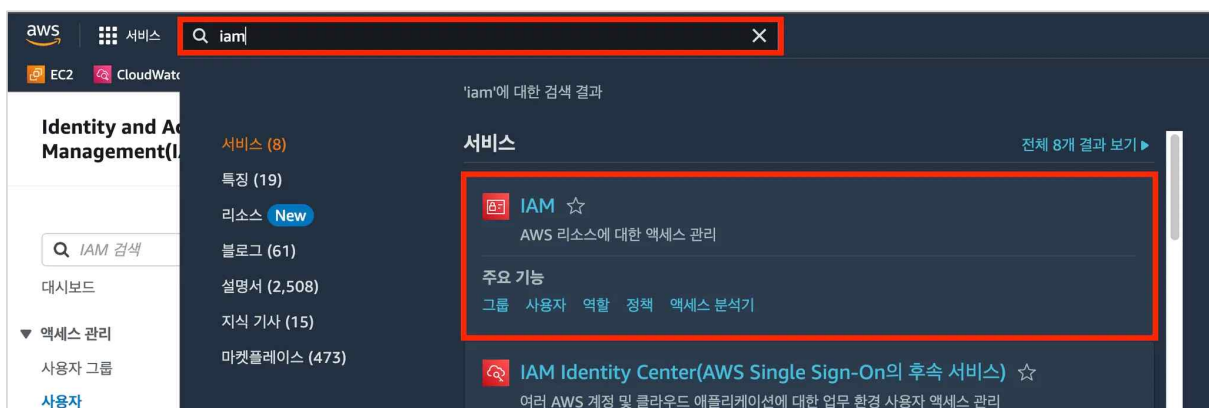 aws
서비스
iam
EC2
CloudWatc
Identity and Ac
Management(I
IAM 검색
대시보드
액세스 관리
사용자 그룹
사용자
'iam'에 대한 검색 결과
서비스 (8)
특징 (19)
리소스 New
블로그 (61)
설명서 (2,508)
지식 기사 (15)
마켓플레이스 (473)
서비스
전체 8개 결과 보기
IAM
AWS 리소스에 대한 액세스 관리
주요 기능
그룹 사용자 역할 정책 액세스 분석기
IAM Identity Center(AWS Single Sign-On의 후속 서비스)
여러 AWS 계정 및 클라우드 애플리케이션에 대한 업무 환경 사용자 액세스 관리